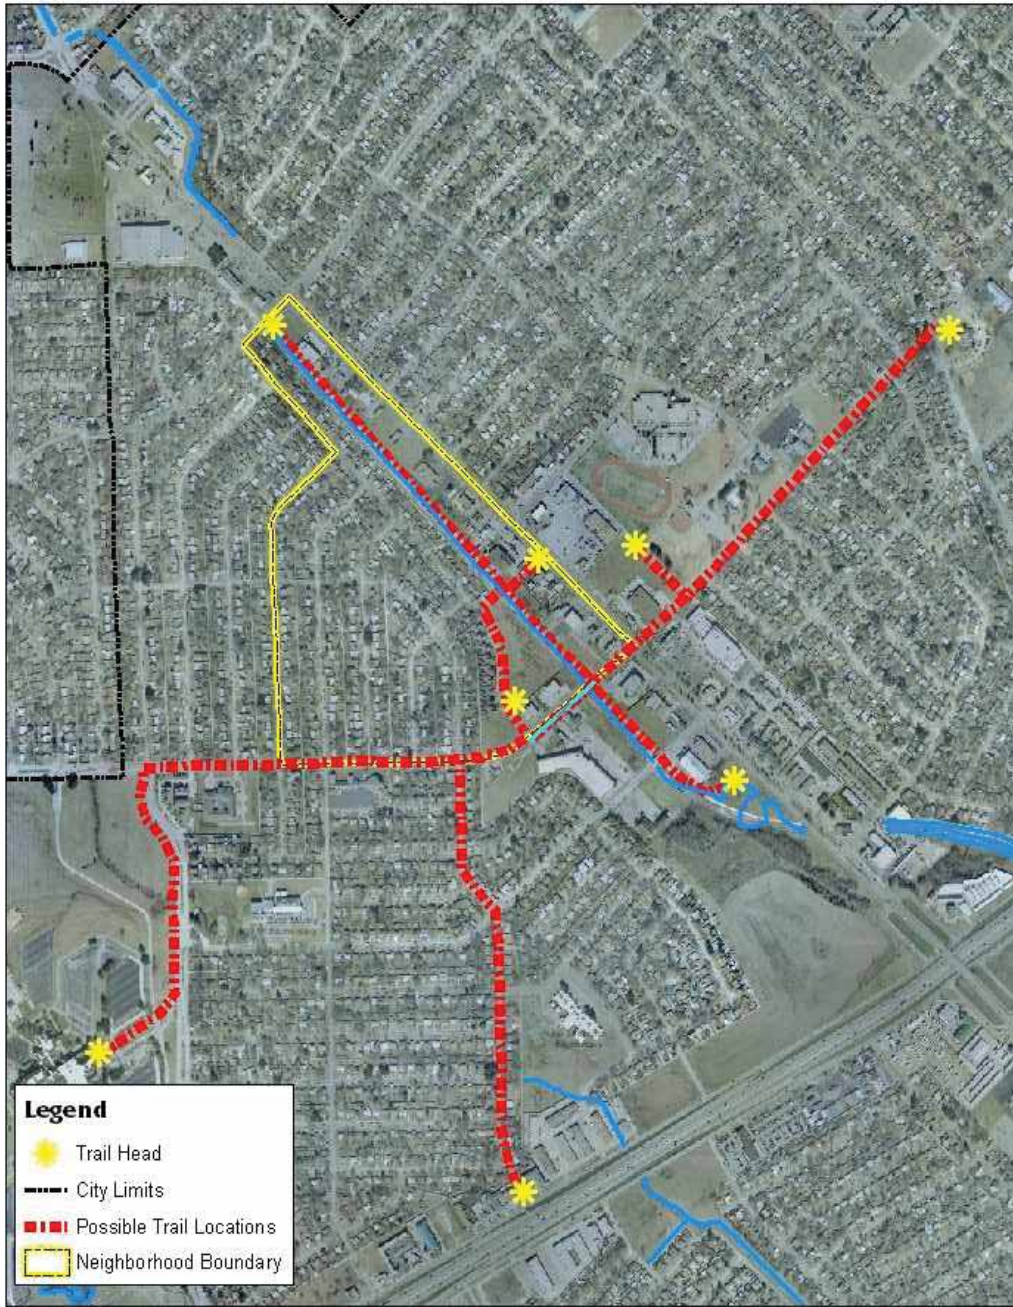 Legend
Trail Head
City Limits
Possible Trail Locations
Neighborhood Boundary